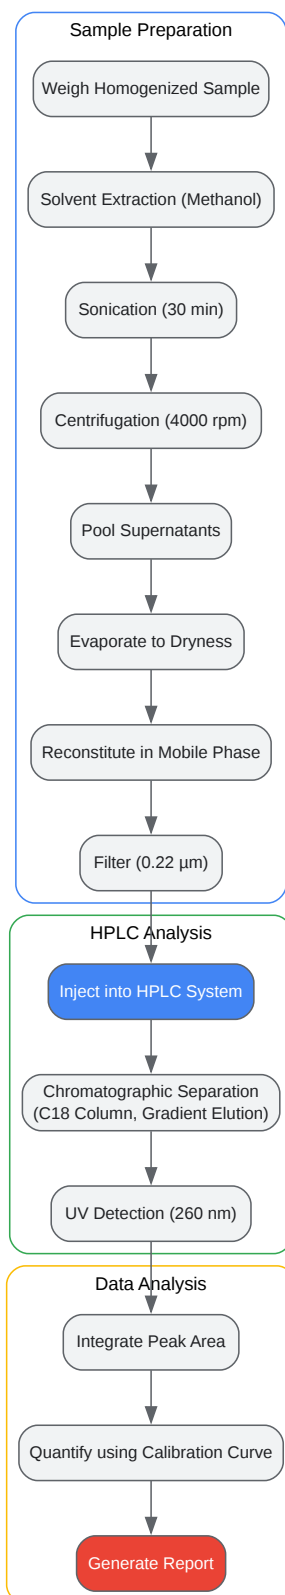 Sample Preparation
Weigh Homogenized Sample
Solvent Extraction (Methanol)
Sonication (30 min)
Centrifugation (4000 rpm)
Pool Supernatants
Evaporate to Dryness
Reconstitute in Mobile Phase
Filter (0.22 µm)
HPLC Analysis
Inject into HPLC System
Chromatographic Separation
(C18 Column, Gradient Elution)
UV Detection (260 nm)
Data Analysis
Integrate Peak Area
Quantify using Calibration Curve
Generate Report